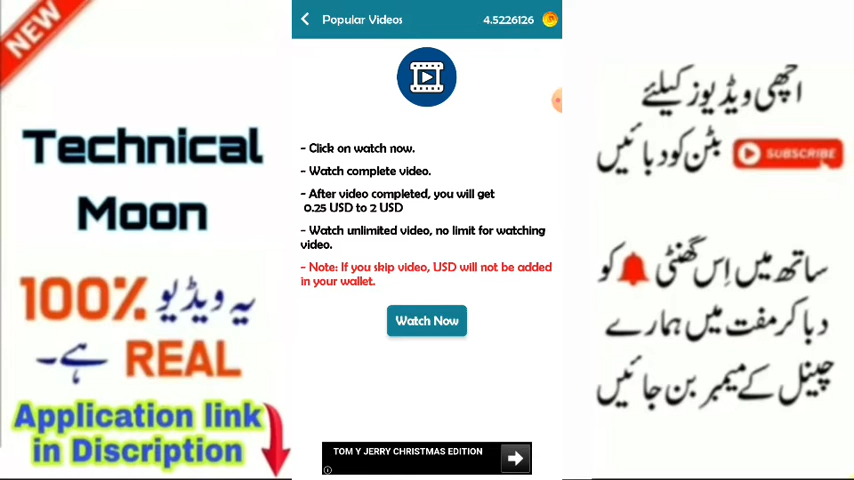 NEW
Technical
Moon
یہ ویڈیو 100%
REAL ہے۔
Application link
in Discription
Popular Videos
4.5226126
- Click on watch now.
- Watch complete video.
- After video completed, you will get
0.25 USD to 2 USD
- Watch unlimited video, no limit for watching
video.
- Note: If you skip video, USD will not be added
in your wallet.
Watch Now
TOM Y JERRY CHRISTMAS EDITION
اچھی ویڈیوز کیلئے
SUBSCRIBE بٹن کو دبائیں
ساتھ میں اِس گھنٹی کو
دبا کر مفت میں ہمارے
چینل کے میمبر بن جائیں